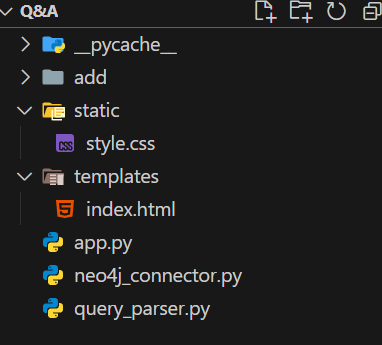 Q&A
__pycache__
add
static
style.css
templates
index.html
app.py
neo4j_connector.py
query_parser.py